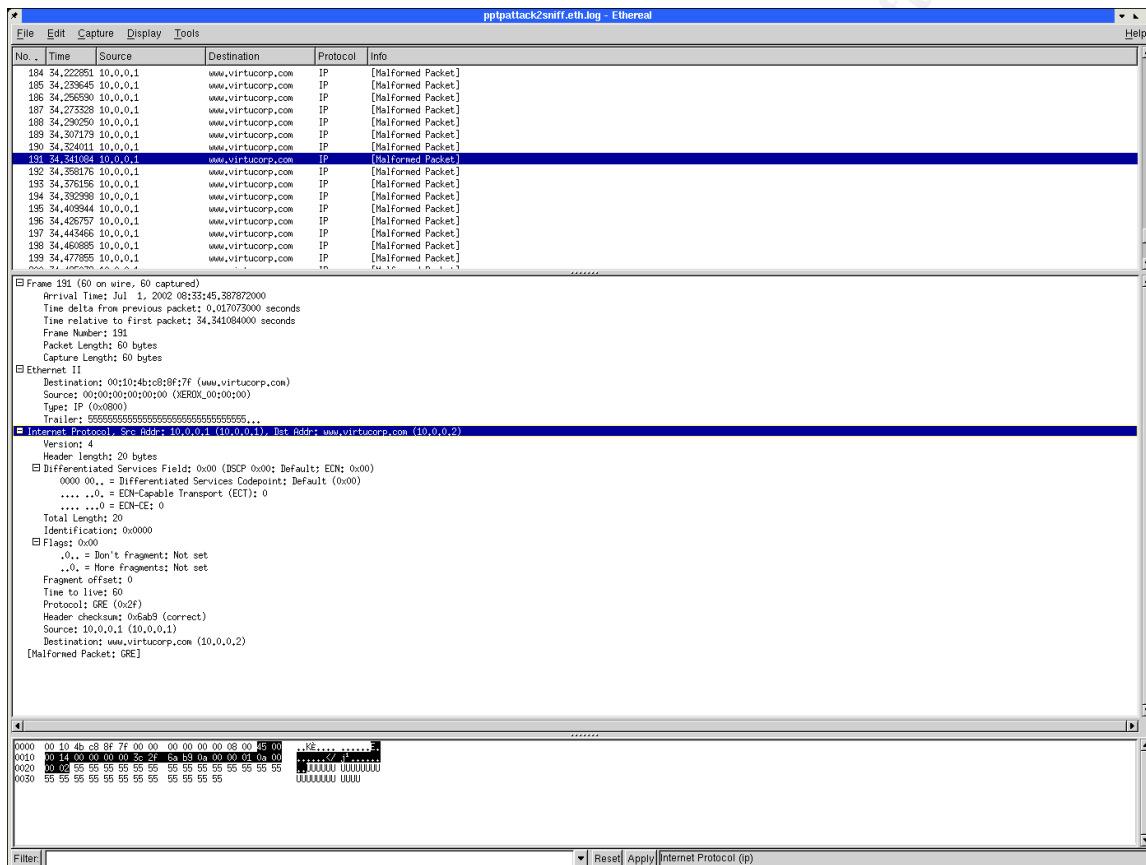 pptpattack2sniff.eth.log - Ethereal
File Edit Capture Display Tools Help
No. . Time Source Destination Protocol Info
184 34.222851 10.0.0.1 www.virtucorp.com IP [Malformed Packet]
185 34.239645 10.0.0.1 www.virtucorp.com IP [Malformed Packet]
186 34.256590 10.0.0.1 www.virtucorp.com IP [Malformed Packet]
187 34.273328 10.0.0.1 www.virtucorp.com IP [Malformed Packet]
188 34.290250 10.0.0.1 www.virtucorp.com IP [Malformed Packet]
189 34.307179 10.0.0.1 www.virtucorp.com IP [Malformed Packet]
190 34.324011 10.0.0.1 www.virtucorp.com IP [Malformed Packet]
191 34.341084 10.0.0.1 www.virtucorp.com IP [Malformed Packet]
192 34.358176 10.0.0.1 www.virtucorp.com IP [Malformed Packet]
193 34.376156 10.0.0.1 www.virtucorp.com IP [Malformed Packet]
194 34.392998 10.0.0.1 www.virtucorp.com IP [Malformed Packet]
195 34.409944 10.0.0.1 www.virtucorp.com IP [Malformed Packet]
196 34.426757 10.0.0.1 www.virtucorp.com IP [Malformed Packet]
197 34.443466 10.0.0.1 www.virtucorp.com IP [Malformed Packet]
198 34.460885 10.0.0.1 www.virtucorp.com IP [Malformed Packet]
199 34.477855 10.0.0.1 www.virtucorp.com IP [Malformed Packet]
Frame 191 (60 on wire, 60 captured)
Arrival Time: Jul 1, 2002 08:33:45.387872000
Time delta from previous packet: 0.017073000 seconds
Time relative to first packet: 34.341084000 seconds
Frame Number: 191
Packet Length: 60 bytes
Capture Length: 60 bytes
Ethernet II
Destination: 00:10:4b:c8:8f:7f (www.virtucorp.com)
Source: 00:00:00:00:00:00 (XEROX_00:00:00)
Type: IP (0x0800)
Trailer: 55555555555555555555555555555555...
Internet Protocol, Src Addr: 10.0.0.1 (10.0.0.1), Dst Addr: www.virtucorp.com (10.0.0.2)
Version: 4
Header length: 20 bytes
Differentiated Services Field: 0x00 (DSCP 0x00: Default; ECN: 0x00)
0000 00.. = Differentiated Services Codepoint: Default (0x00)
.... ..0. = ECN-Capable Transport (ECT): 0
.... ...0 = ECN-CE: 0
Total Length: 20
Identification: 0x0000
Flags: 0x00
.0.. = Don't fragment: Not set
..0. = More fragments: Not set
Fragment offset: 0
Time to live: 60
Protocol: GRE (0x2f)
Header checksum: 0x6ab9 (correct)
Source: 10.0.0.1 (10.0.0.1)
Destination: www.virtucorp.com (10.0.0.2)
[Malformed Packet: GRE]
0000 00 10 4b c8 8f 7f 00 00 00 00 00 00 08 00 45 00 ..KÈ.... ......E.
0010 00 14 00 00 00 00 3c 2f 6a b9 0a 00 00 01 0a 00 ......</ j¹......
0020 00 02 55 55 55 55 55 55 55 55 55 55 55 55 55 55 ..UUUUUU UUUUUUUU
0030 55 55 55 55 55 55 55 55 55 55 55 55 UUUUUUUU UUUU
Filter: Reset Apply Internet Protocol (ip)